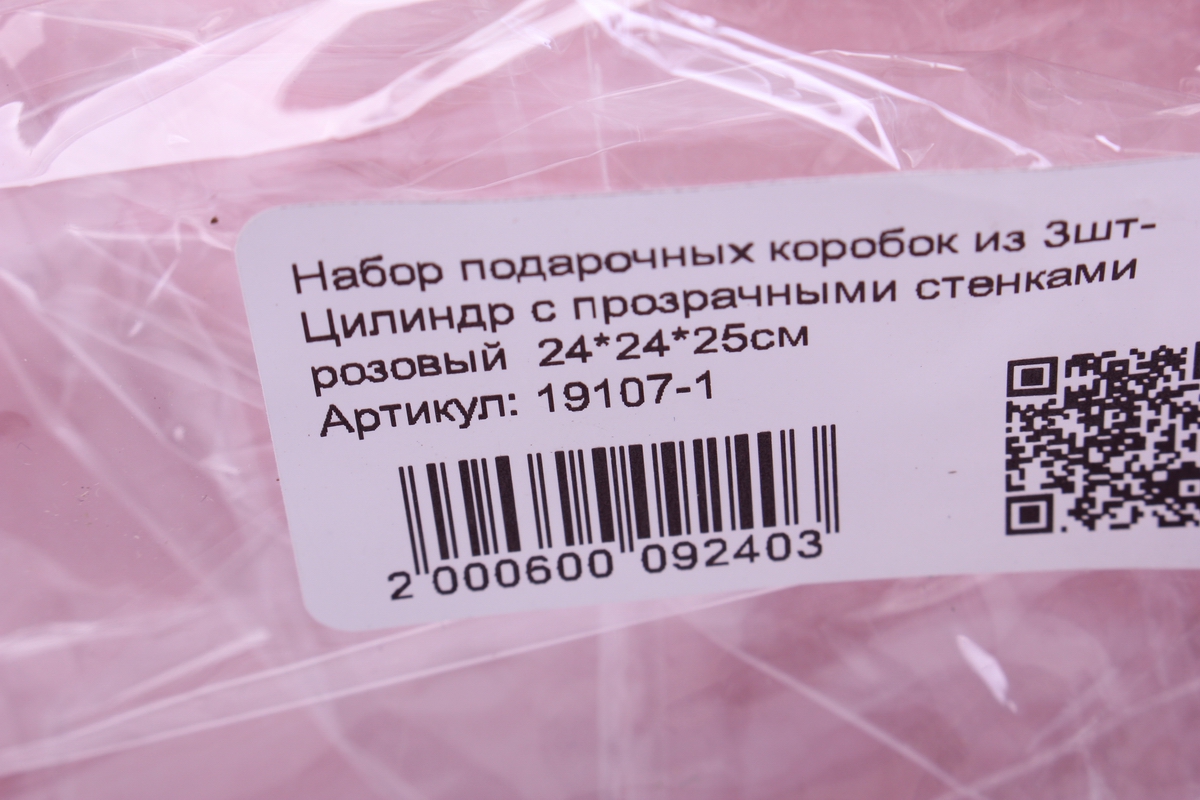 Набор подарочных коробок из 3шт-
Цилиндр с прозрачными стенками
розовый 24*24*25см
Артикул: 19107-1
2 000600 092403